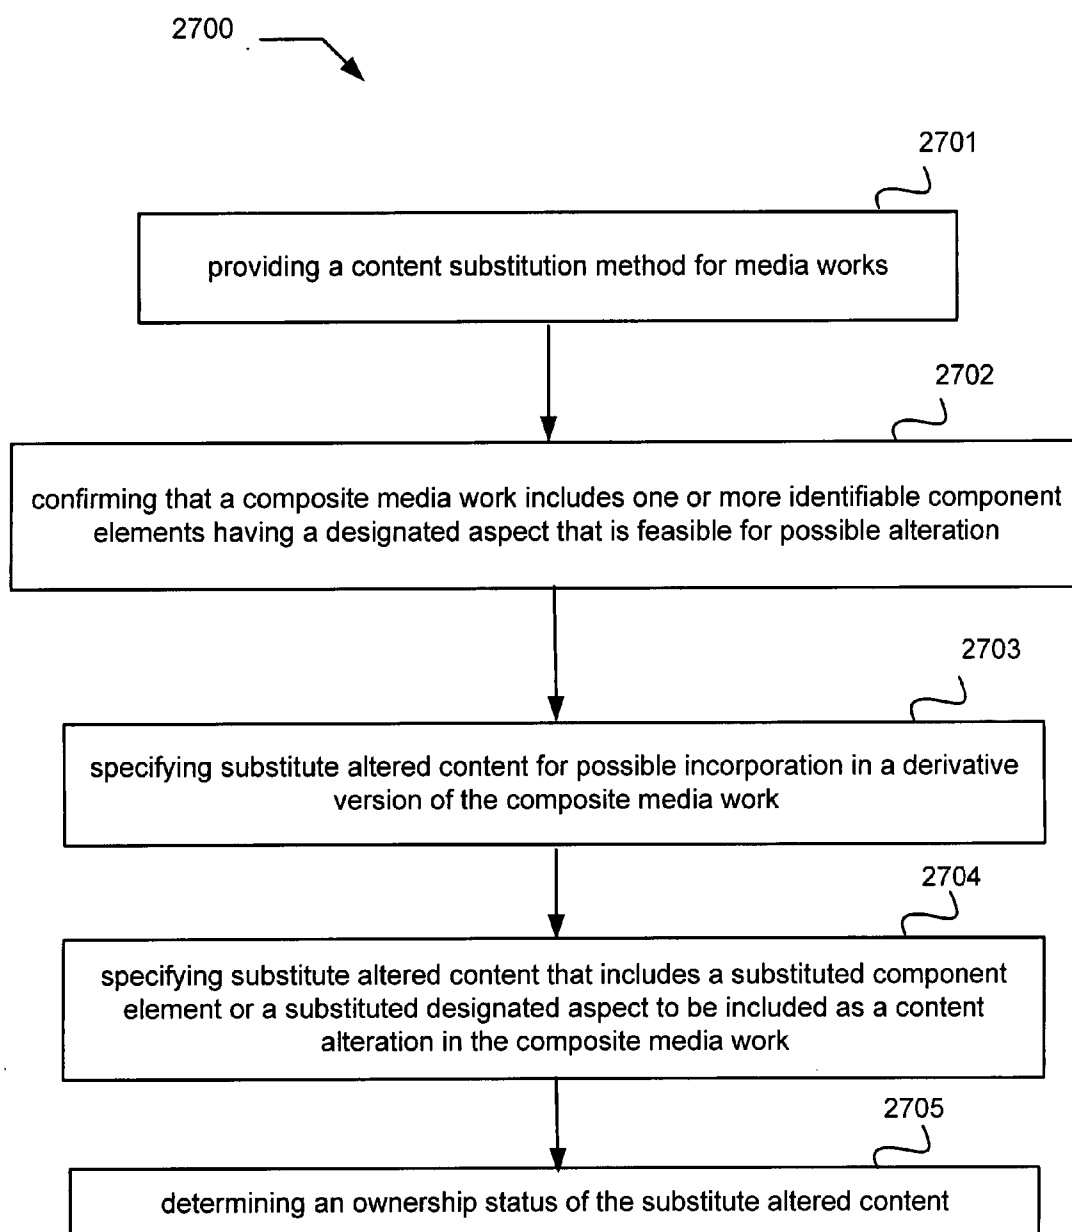 2700
2701
providing a content substitution method for media works
2702
confirming that a composite media work includes one or more identifiable component
elements having a designated aspect that is feasible for possible alteration
2703
specifying substitute altered content for possible incorporation in a derivative
version of the composite media work
2704
specifying substitute altered content that includes a substituted component
element or a substituted designated aspect to be included as a content
alteration in the composite media work
2705
determining an ownership status of the substitute altered content